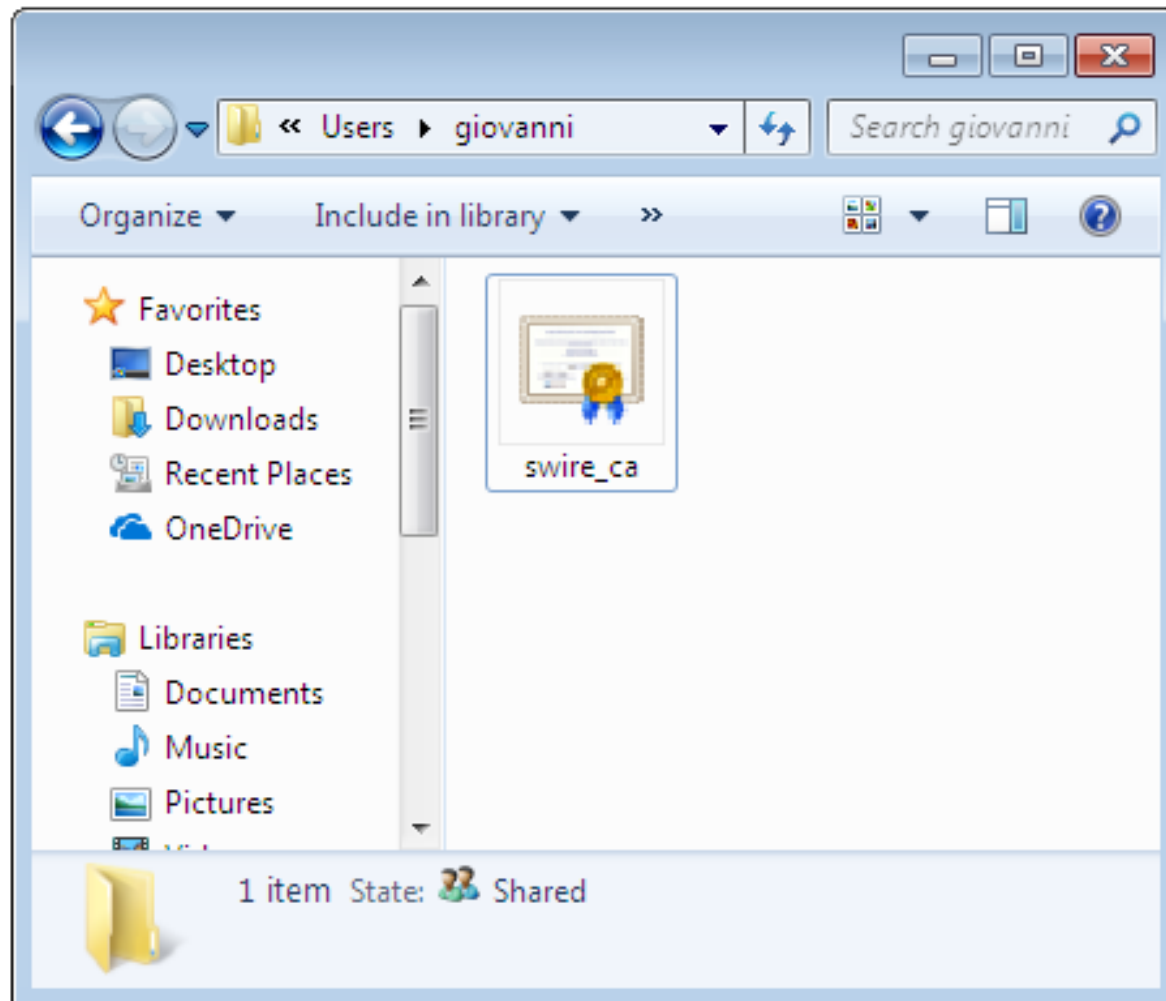 « Users ▸ giovanni
Search giovanni
Organize
Include in library
»
Favorites
Desktop
Downloads
Recent Places
OneDrive
Libraries
Documents
Music
Pictures
swire_ca
1 item State: Shared